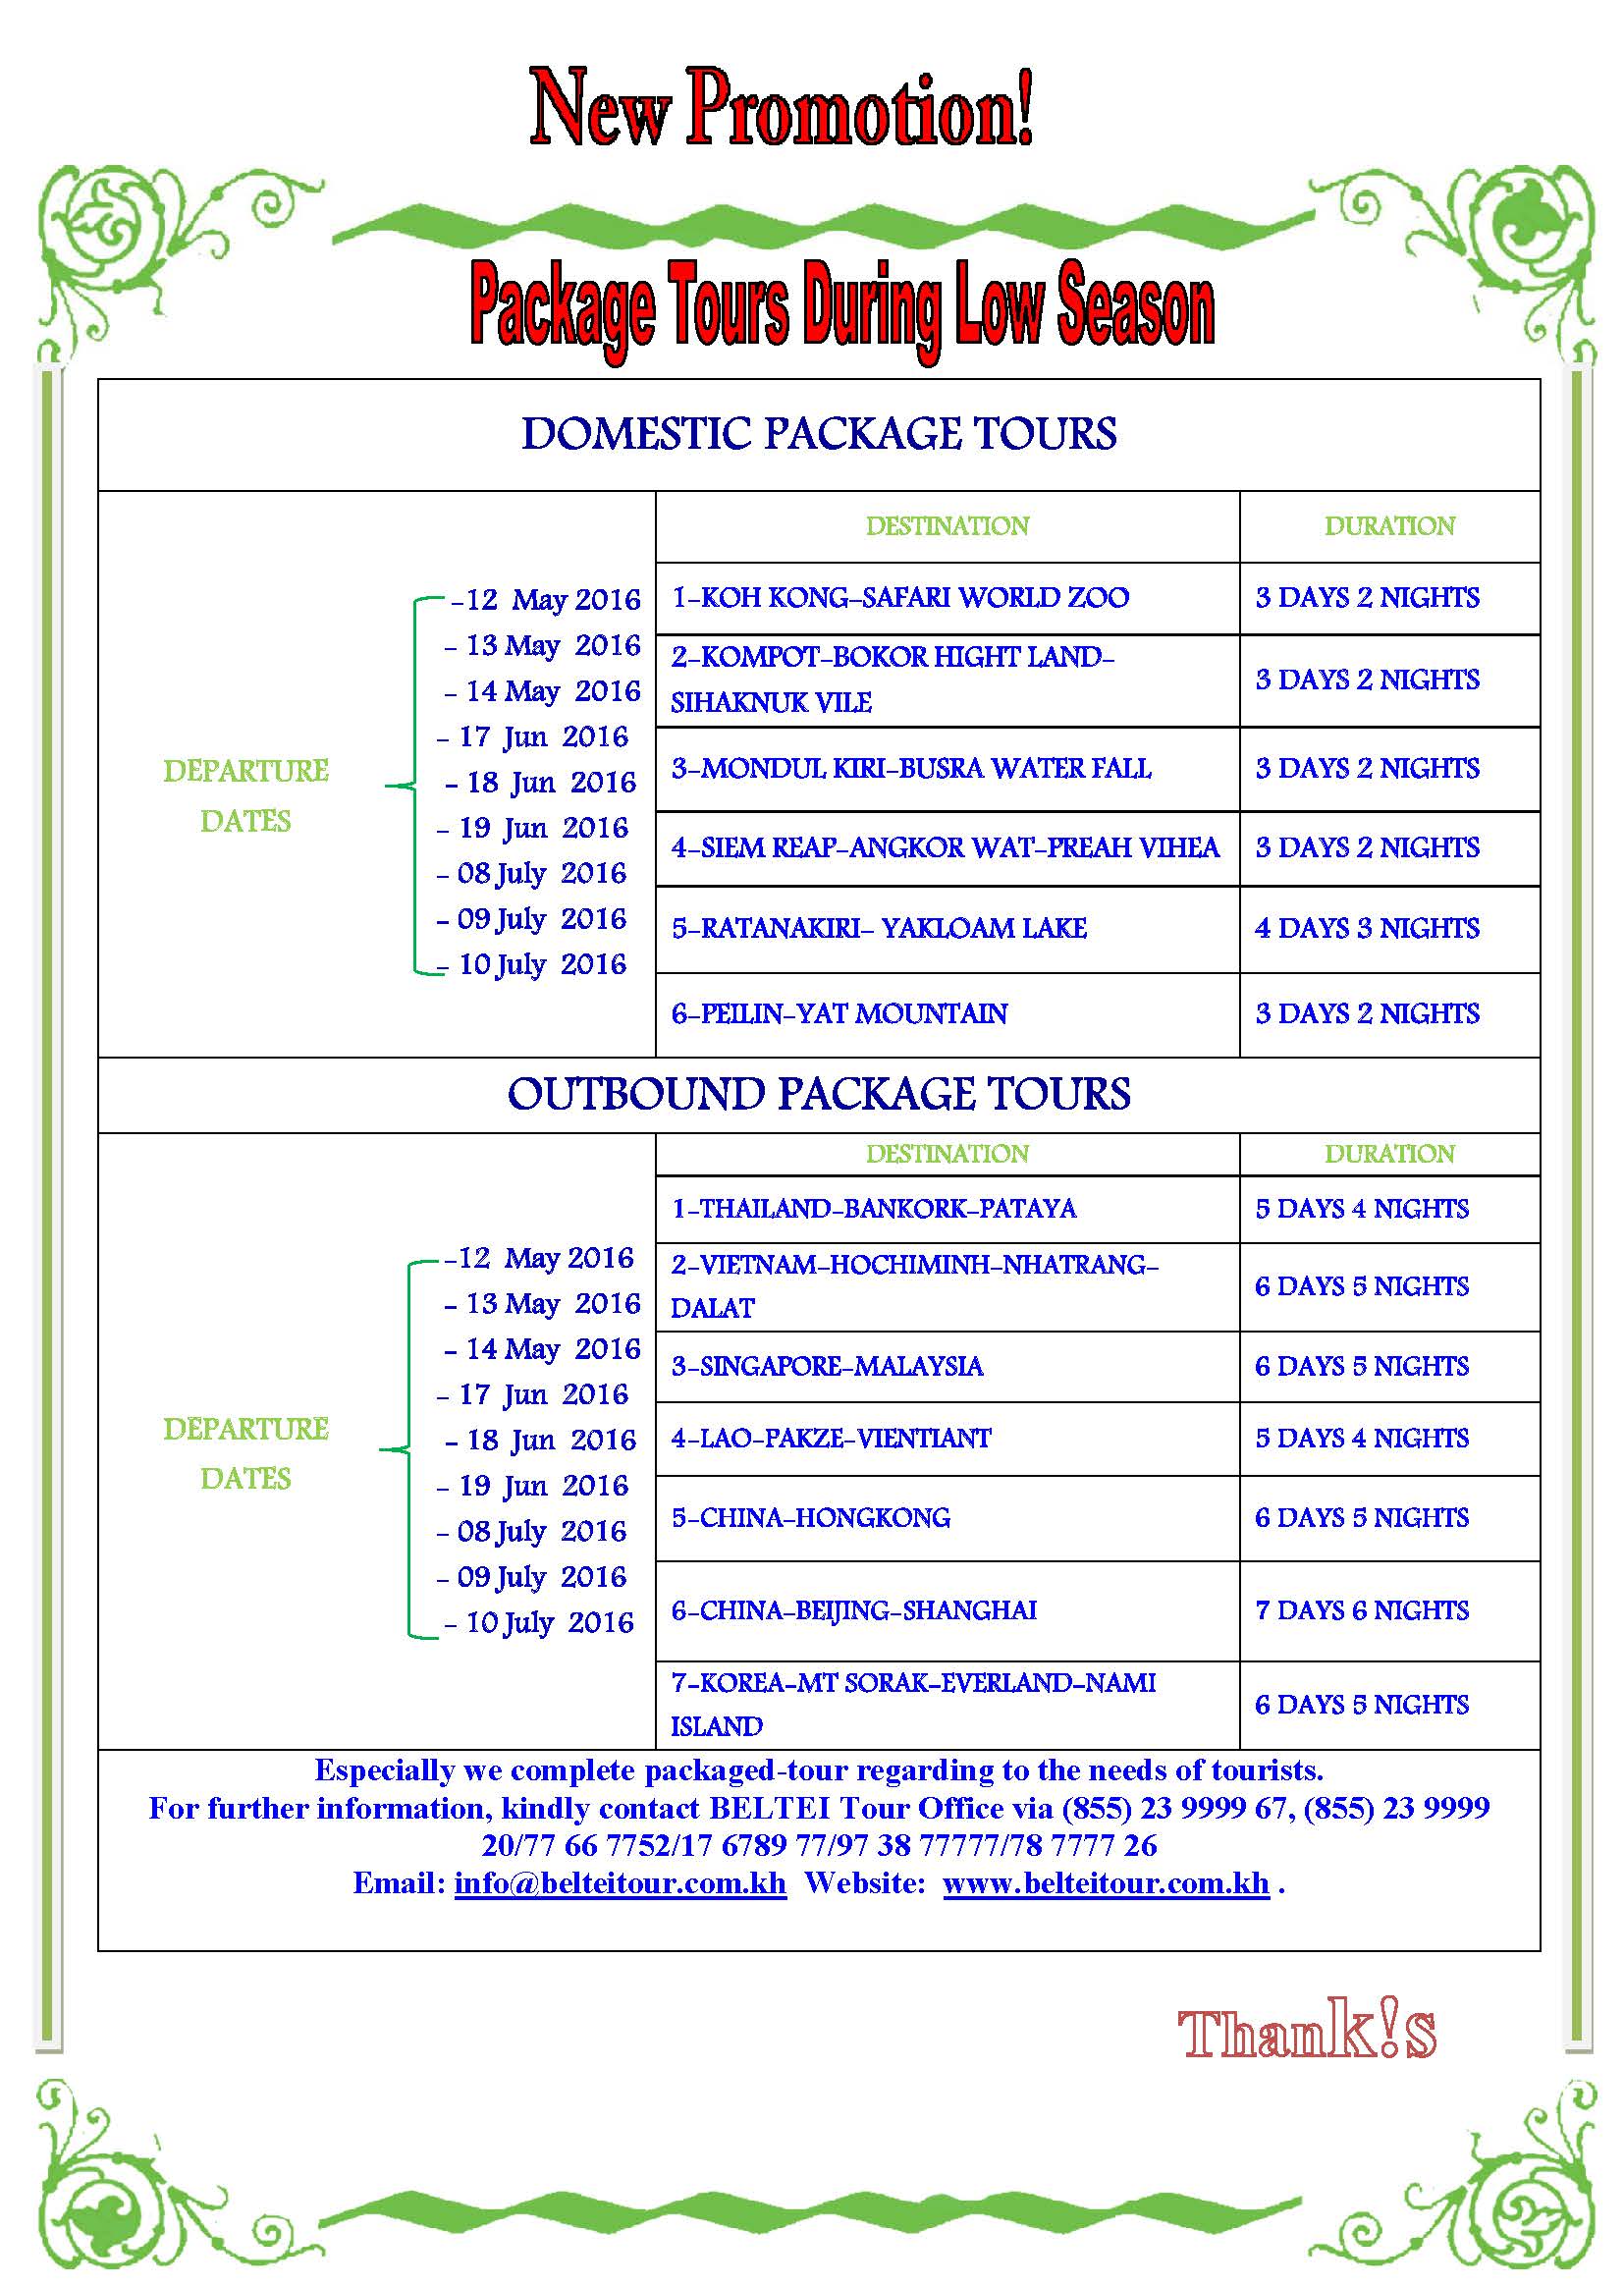 New Promotion!
Package Tours During Low Season
DOMESTIC PACKAGE TOURS
DEPARTURE
DATES
-12 May 2016
- 13 May 2016
- 14 May 2016
- 17 Jun 2016
- 18 Jun 2016
- 19 Jun 2016
- 08 July 2016
- 09 July 2016
- 10 July 2016
DESTINATION DURATION
1-KOH KONG-SAFARI WORLD ZOO 3 DAYS 2 NIGHTS
2-KOMPOT-BOKOR HIGHT LAND-
SIHAKNUK VILE 3 DAYS 2 NIGHTS
3-MONDUL KIRI-BUSRA WATER FALL 3 DAYS 2 NIGHTS
4-SIEM REAP-ANGKOR WAT-PREAH VIHEA 3 DAYS 2 NIGHTS
5-RATANAKIRI- YAKLOAM LAKE 4 DAYS 3 NIGHTS
6-PEILIN-YAT MOUNTAIN 3 DAYS 2 NIGHTS
OUTBOUND PACKAGE TOURS
DEPARTURE
DATES
-12 May 2016
- 13 May 2016
- 14 May 2016
- 17 Jun 2016
- 18 Jun 2016
- 19 Jun 2016
- 08 July 2016
- 09 July 2016
- 10 July 2016
DESTINATION DURATION
1-THAILAND-BANKORK-PATAYA 5 DAYS 4 NIGHTS
2-VIETNAM-HOCHIMINH-NHATRANG-
DALAT 6 DAYS 5 NIGHTS
3-SINGAPORE-MALAYSIA 6 DAYS 5 NIGHTS
4-LAO-PAKZE-VIENTIANT 5 DAYS 4 NIGHTS
5-CHINA-HONGKONG 6 DAYS 5 NIGHTS
6-CHINA-BEIJING-SHANGHAI 7 DAYS 6 NIGHTS
7-KOREA-MT SORAK-EVERLAND-NAMI
ISLAND 6 DAYS 5 NIGHTS
Especially we complete packaged-tour regarding to the needs of tourists.
For further information, kindly contact BELTEI Tour Office via (855) 23 9999 67, (855) 23 9999
20/77 66 7752/17 6789 77/97 38 77777/78 7777 26
Email: info@belteitour.com.kh Website: www.belteitour.com.kh .
Thank!s